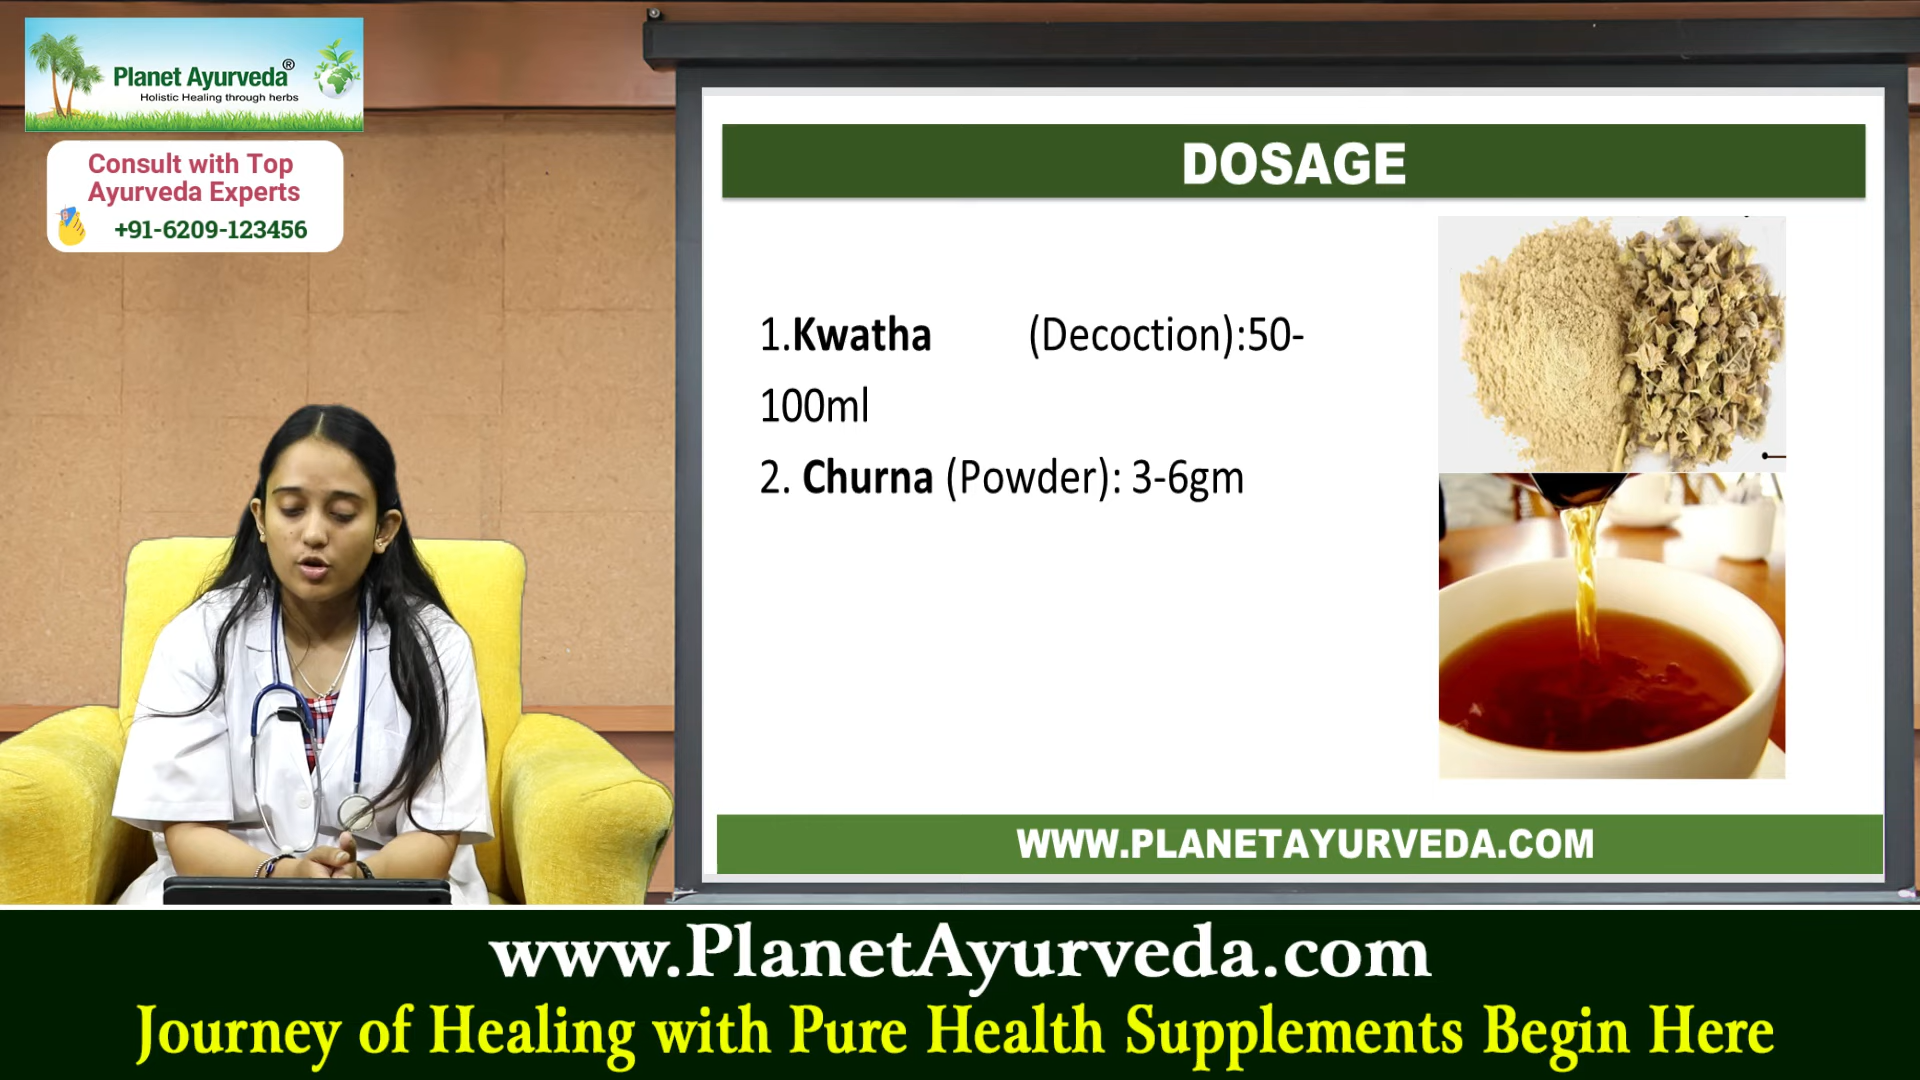 Planet Ayurveda®
Holistic Healing through herbs
Consult with Top
Ayurveda Experts
+91-6209-123456
DOSAGE
1.Kwatha (Decoction):50-
100ml
2. Churna (Powder): 3-6gm
WWW.PLANETAYURVEDA.COM
www.PlanetAyurveda.com
Journey of Healing with Pure Health Supplements Begin Here